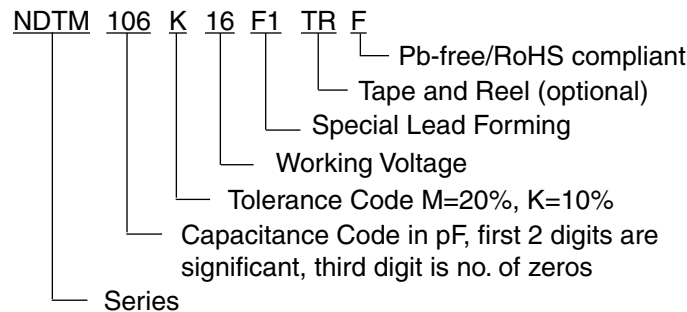 NDTM 106 K 16 F1 TR F
Pb-free/RoHS compliant
Tape and Reel (optional)
Special Lead Forming
Working Voltage
Tolerance Code M=20%, K=10%
Capacitance Code in pF, first 2 digits are
significant, third digit is no. of zeros
Series